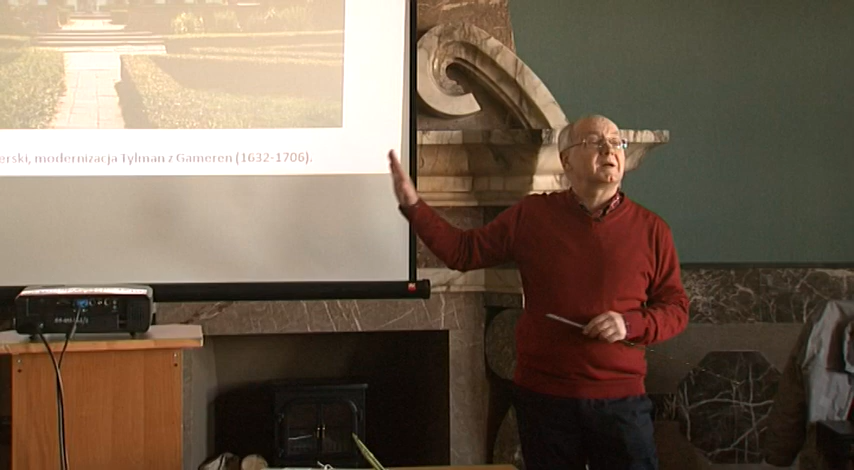 erski, modernizacja Tylman z Gameren (1632-1706).